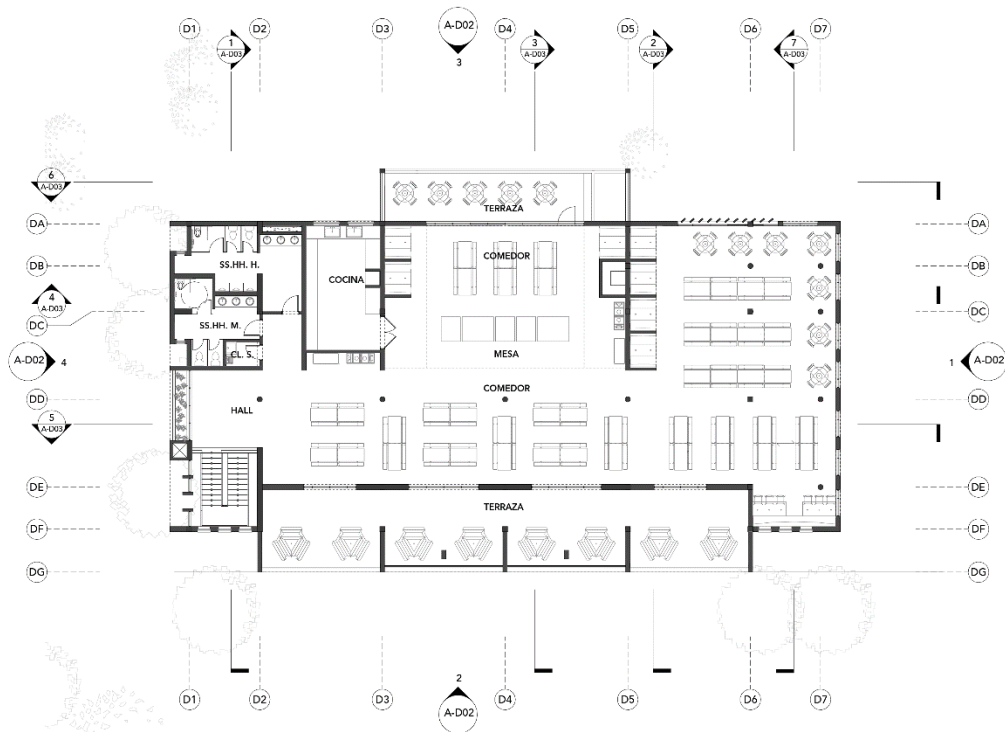 D1
D2
D3
A-D02
3
D4
D5
D6
D7
1
A-D03
3
A-D03
2
A-D03
7
A-D03
6
A-D03
DA
DA
TERRAZA
COMEDOR
DB
SS.HH. H.
COCINA
DB
4
A-D03
DC
DC
SS.HH. M.
CL. S.
MESA
A-D02
4
1
A-D02
COMEDOR
DD
HALL
DD
5
A-D03
DE
DE
TERRAZA
DF
DF
DG
DG
2
D1
D2
D3
A-D02
D4
D5
D6
D7